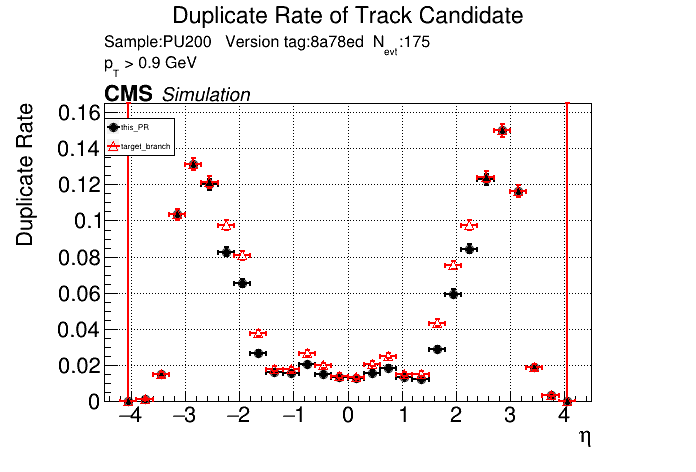 Duplicate Rate of Track Candidate
Sample:PU200 Version tag:8a78ed N_evt:175
p_T > 0.9 GeV
CMS Simulation
Duplicate Rate
0.16
0.14
0.12
0.1
0.08
0.06
0.04
0.02
0
this_PR
target_branch
−4 −3 −2 −1 0 1 2 3 4
η